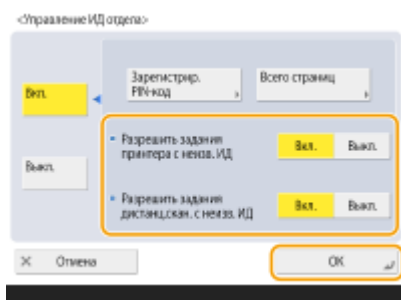 <Управление ИД отдела>
Вкл.
Зарегистрир.
PIN-код
Всего страниц
Разрешить задания
принтера с неизв. ИД
Вкл.
Выкл.
Выкл.
Разрешить задания
дистанц.скан. с неизв. ИД
Вкл.
Выкл.
× Отмена
OK